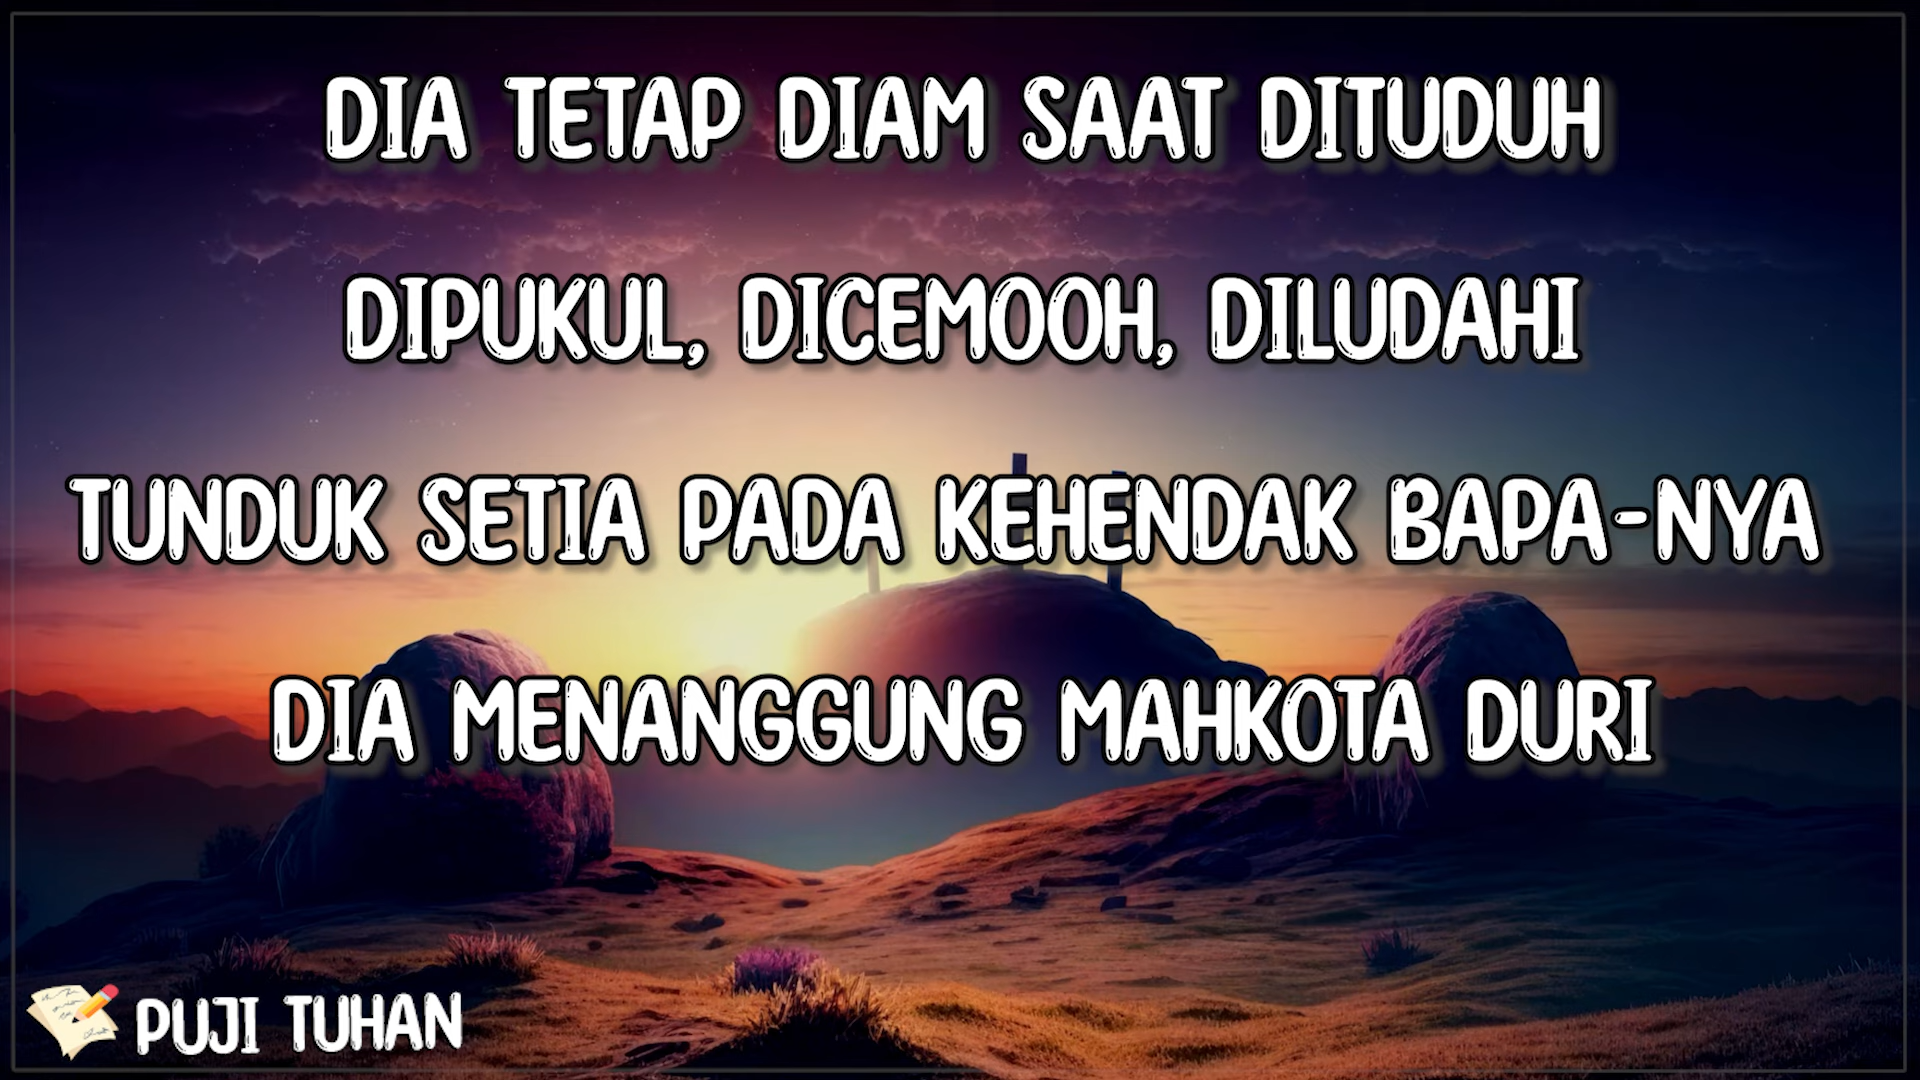 DIA TETAP DIAM SAAT DITUDUH
DIPUKUL, DICEMOOH, DILUDAHI
TUNDUK SETIA PADA KEHENDAK BAPA-NYA
DIA MENANGGUNG MAHKOTA DURI
PUJI TUHAN